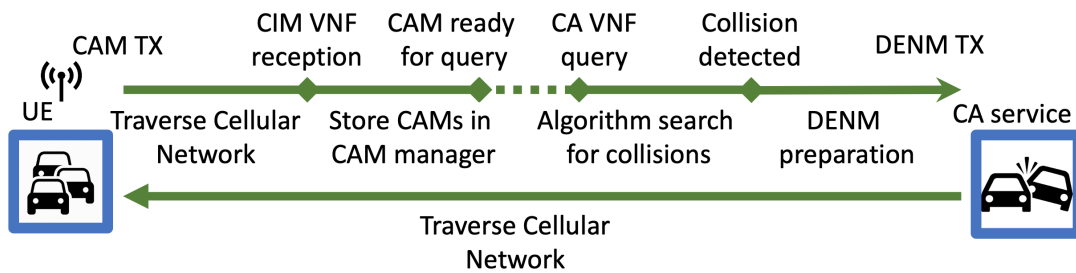 CAM TX
CIM VNF
reception
CAM ready
for query
CA VNF
query
Collision
detected
DENM TX
UE
CA service
Traverse Cellular
Network
Store CAMs in
CAM manager
Algorithm search
for collisions
DENM
preparation
Traverse Cellular
Network